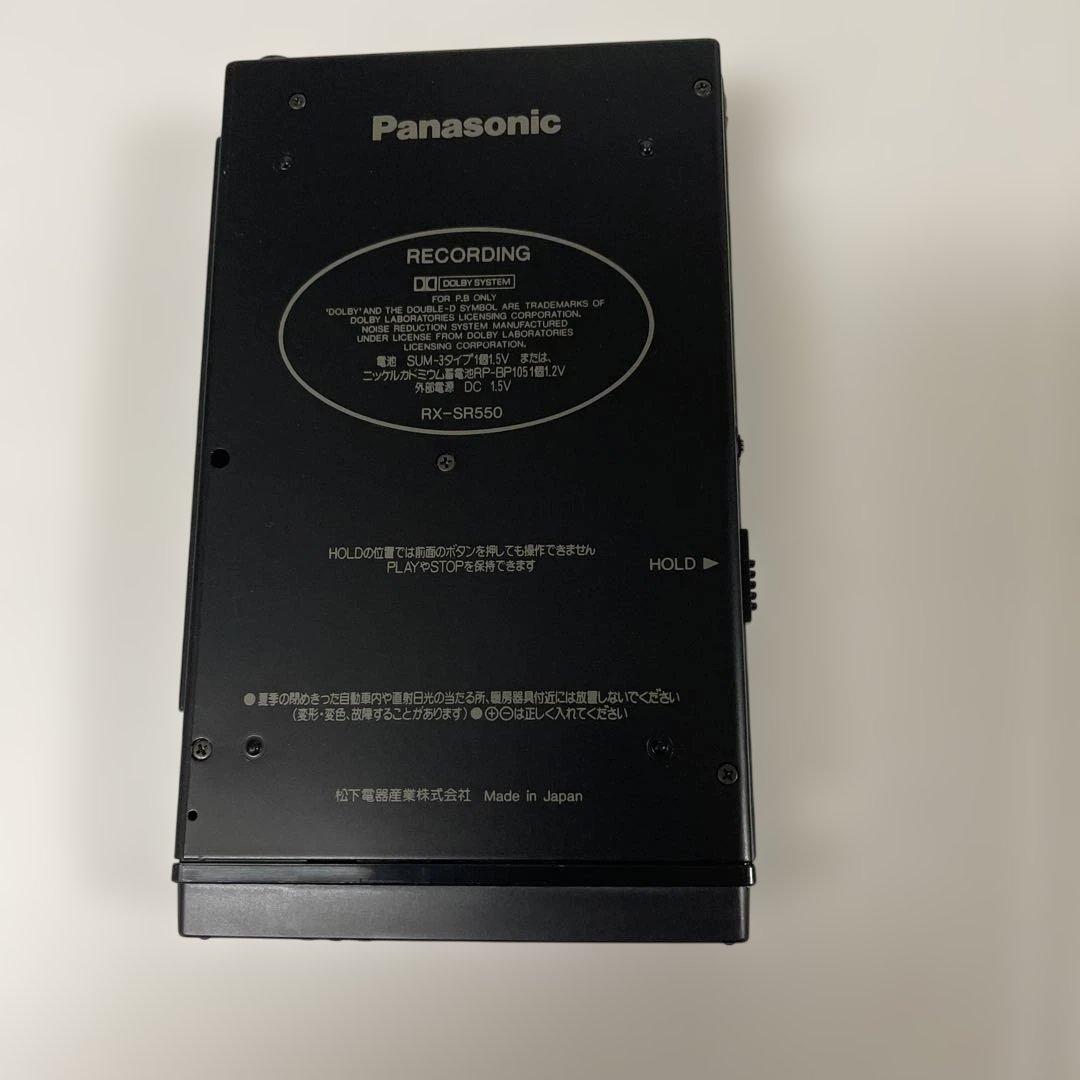 Panasonic
RECORDING
DOLBY SYSTEM
FOR P.B ONLY
'DOLBY' AND THE DOUBLE-D SYMBOL ARE TRADEMARKS OF
DOLBY LABORATORIES LICENSING CORPORATION.
NOISE REDUCTION SYSTEM MANUFACTURED
UNDER LICENSE FROM DOLBY LABORATORIES
LICENSING CORPORATION.
電池 SUM-3タイプ1個1.5V または、
ニッケルカドミウム蓄電池RP-BP105 1個1.2V
外部電源 DC 1.5V
RX-SR550
HOLDの位置では前面のボタンを押しても操作できません
PLAYやSTOPを保持できます
HOLD ▶
●夏季の閉めきった自動車内や直射日光の当たる所、暖房器具付近には放置しないでください
(変形・変色、故障することがあります)●⊕⊖は正しく入れてください
松下電器産業株式会社 Made in Japan